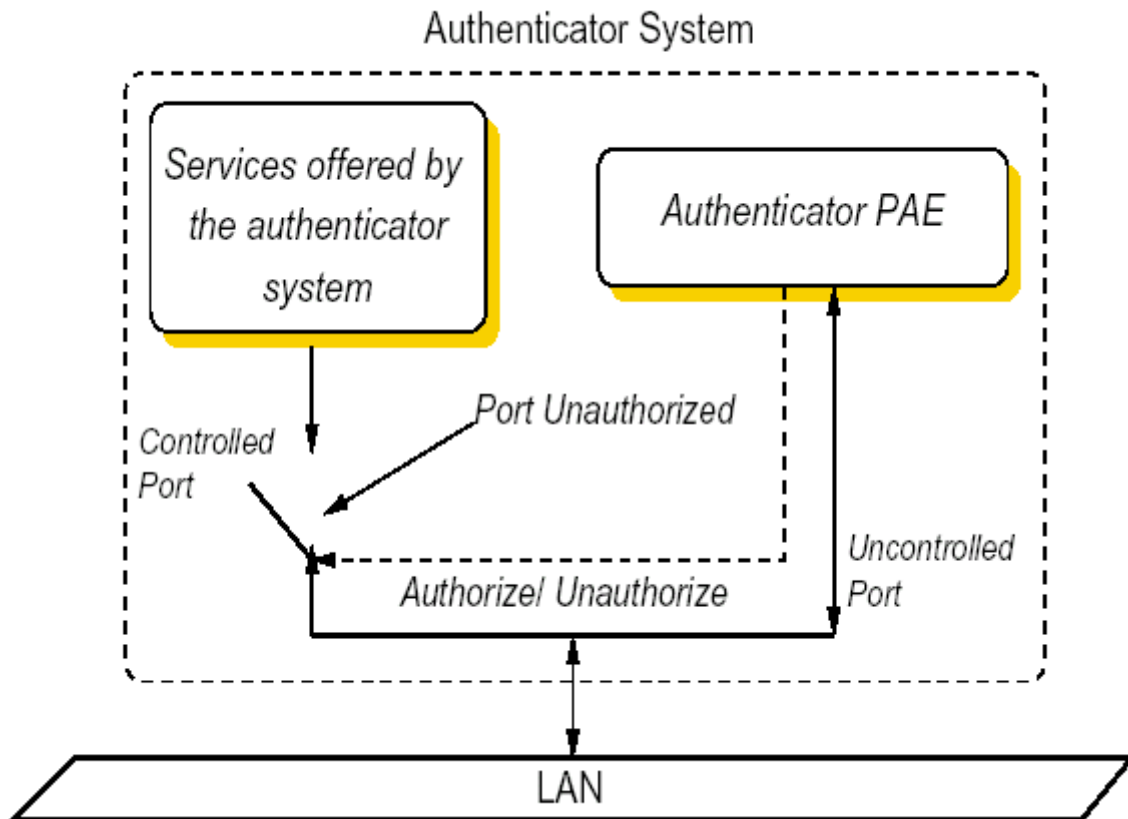 Authenticator System
Services offered by
the authenticator
system
Authenticator PAE
Port Unauthorized
Controlled
Port
Uncontrolled
Port
Authorize/ Unauthorize
LAN